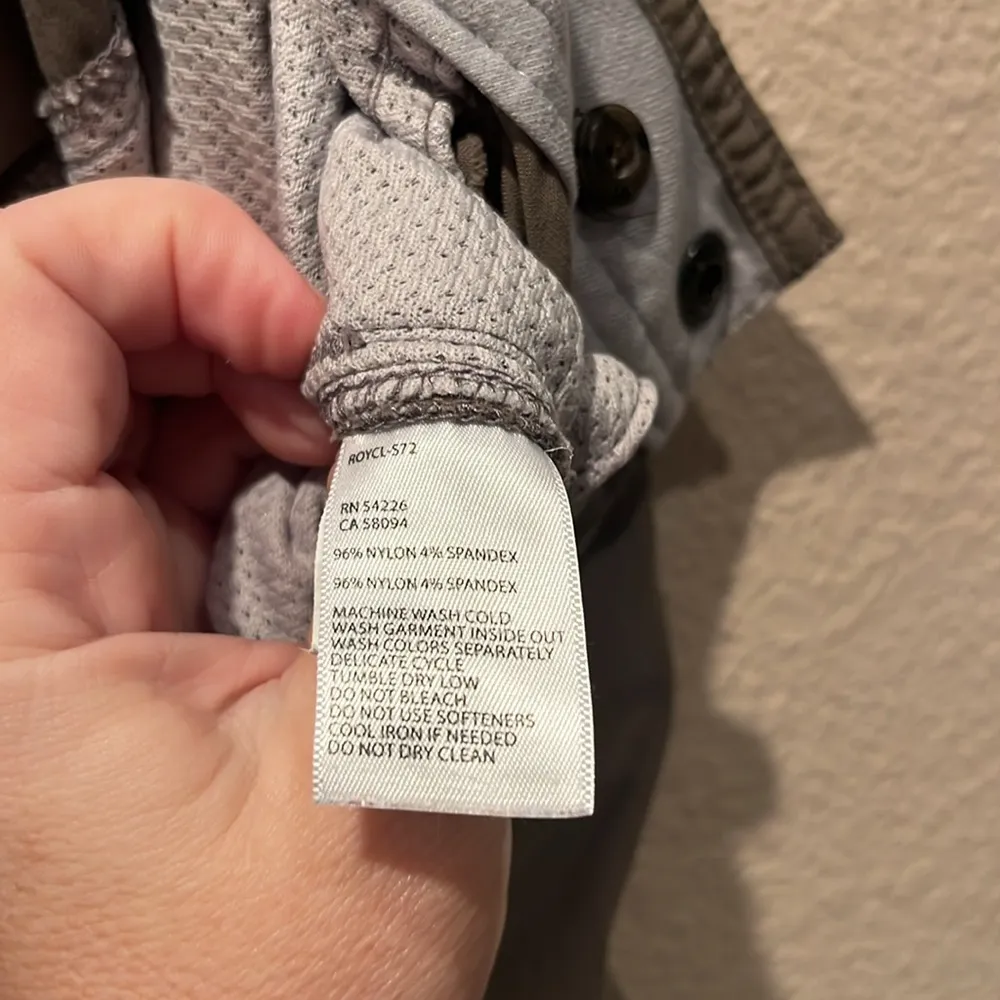 ROYCL-S72
RN 54226
CA 58094
96% NYLON 4% SPANDEX
96% NYLON 4% SPANDEX
MACHINE WASH COLD
WASH GARMENT INSIDE OUT
WASH COLORS SEPARATELY
DELICATE CYCLE
TUMBLE DRY LOW
DO NOT BLEACH
DO NOT USE SOFTENERS
COOL IRON IF NEEDED
DO NOT DRY CLEAN